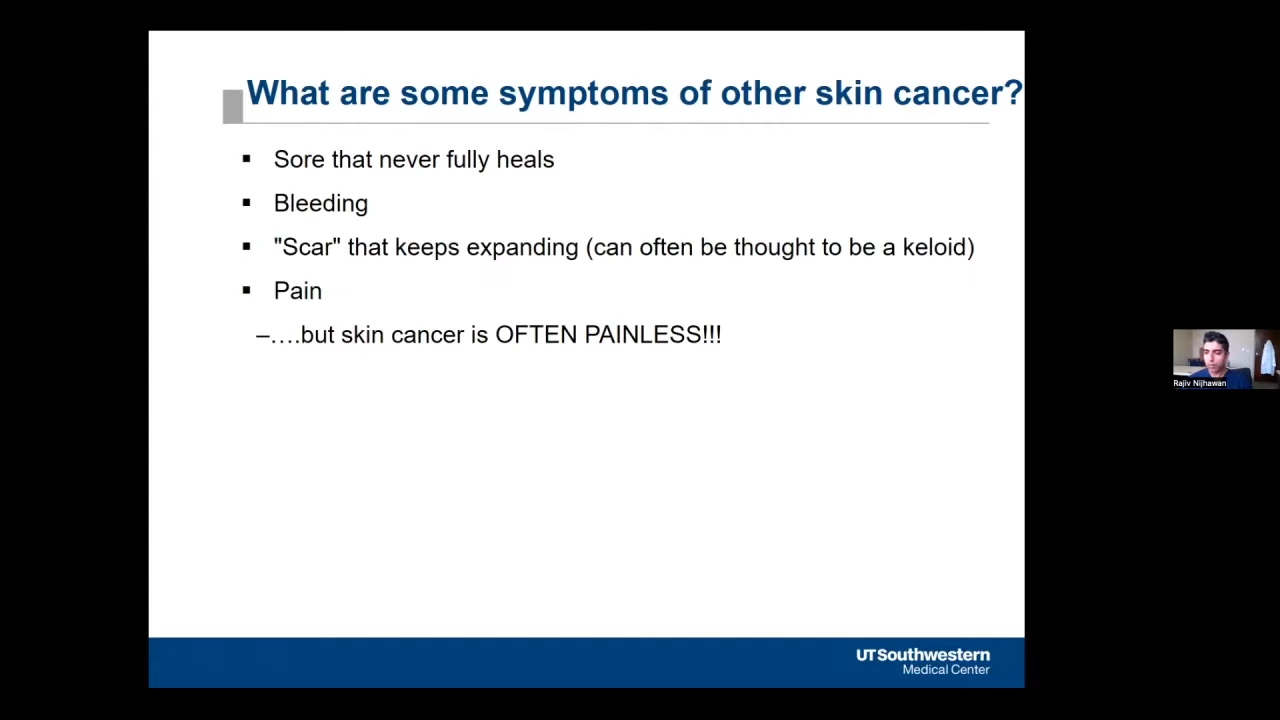 What are some symptoms of other skin cancer?
▪ Sore that never fully heals
▪ Bleeding
▪ "Scar" that keeps expanding (can often be thought to be a keloid)
▪ Pain
–….but skin cancer is OFTEN PAINLESS!!!
Rajiv Nijhawan
UTSouthwestern
Medical Center